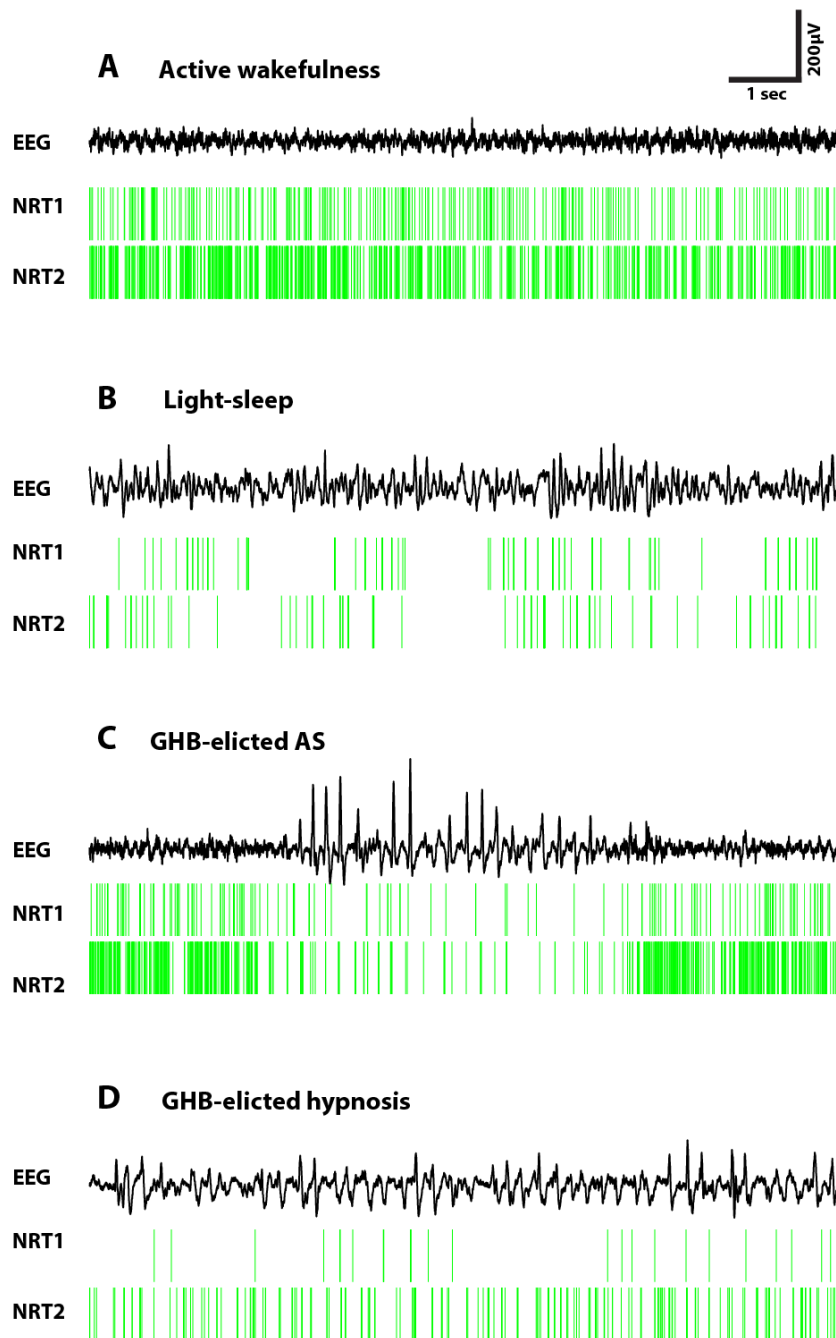 A Active wakefulness
200µV
1 sec
EEG
NRT1
NRT2
B Light-sleep
EEG
NRT1
NRT2
C GHB-elicted AS
EEG
NRT1
NRT2
D GHB-elicted hypnosis
EEG
NRT1
NRT2